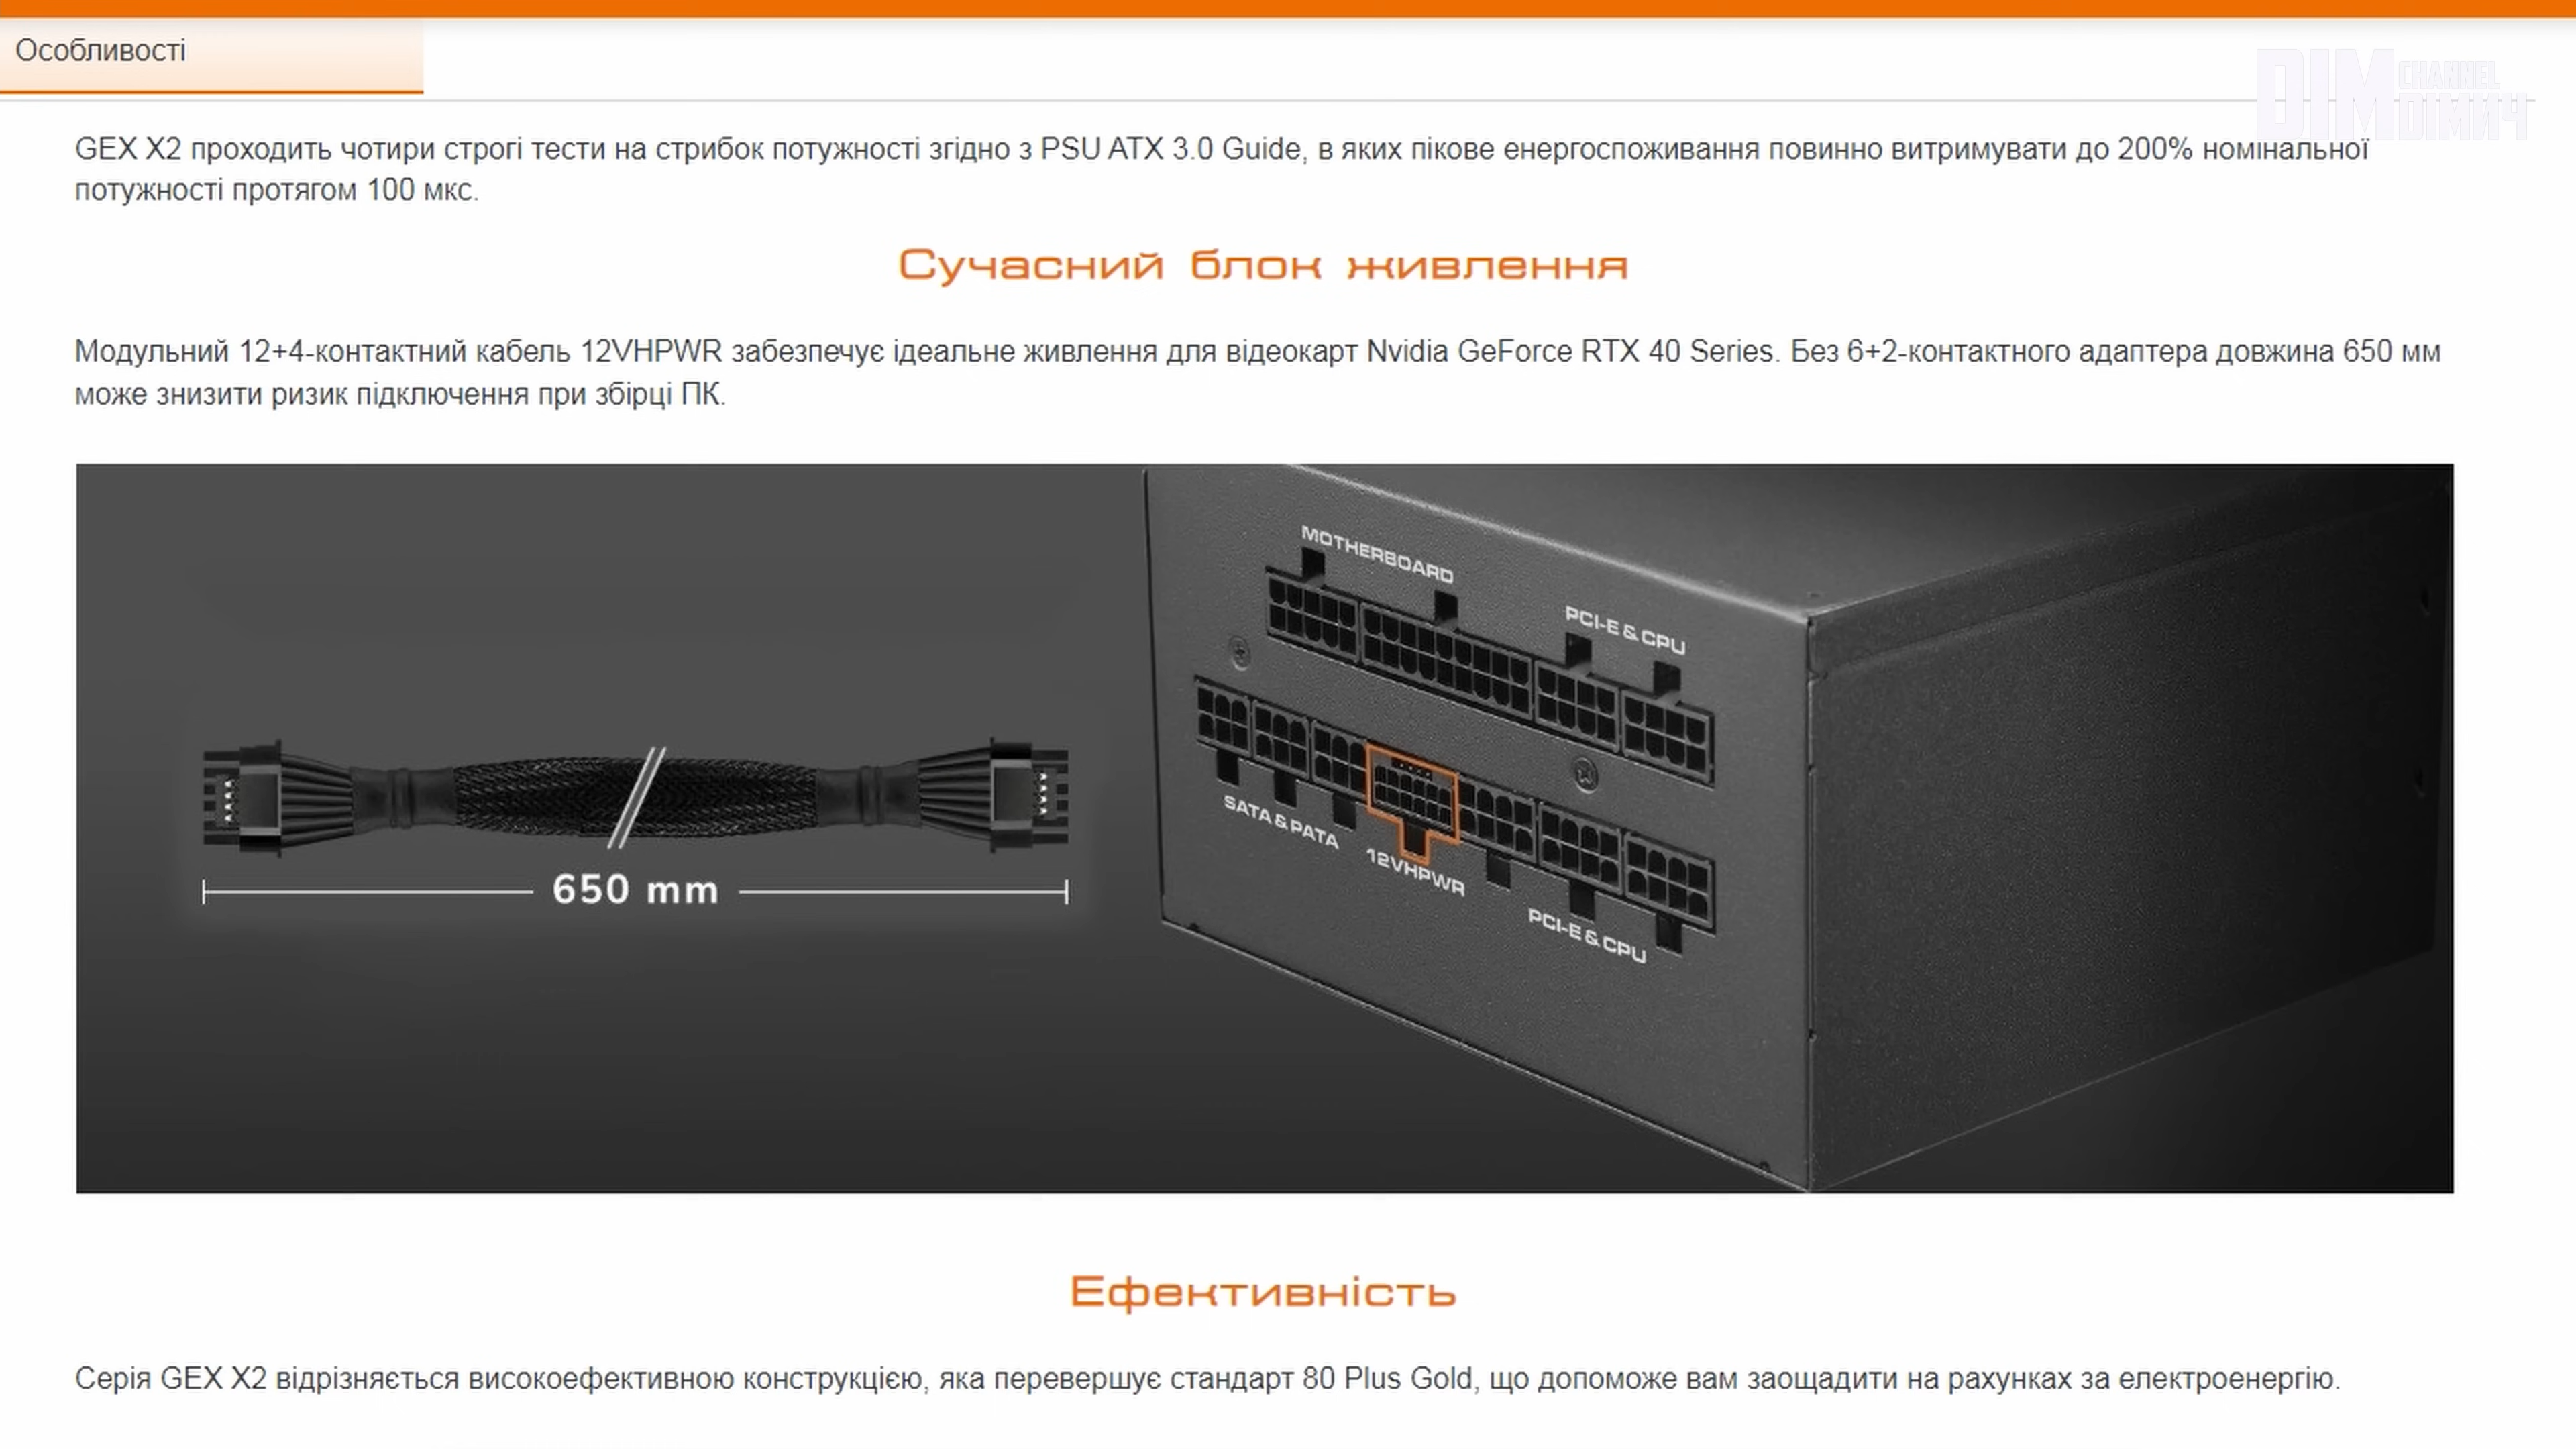 Особливості
DIM CHANNEL DIMИЧ
GEX X2 проходить чотири строгі тести на стрибок потужності згідно з PSU ATX 3.0 Guide, в яких пікове енергоспоживання повинно витримувати до 200% номінальної
потужності протягом 100 мкс.
Сучасний блок живлення
Модульний 12+4-контактний кабель 12VHPWR забезпечує ідеальне живлення для відеокарт Nvidia GeForce RTX 40 Series. Без 6+2-контактного адаптера довжина 650 мм
може знизити ризик підключення при збірці ПК.
MOTHERBOARD
PCI-E & CPU
SATA & PATA
12VHPWR
PCI-E & CPU
650 mm
Ефективність
Серія GEX X2 відрізняється високоефективною конструкцією, яка перевершує стандарт 80 Plus Gold, що допоможе вам заощадити на рахунках за електроенергію.